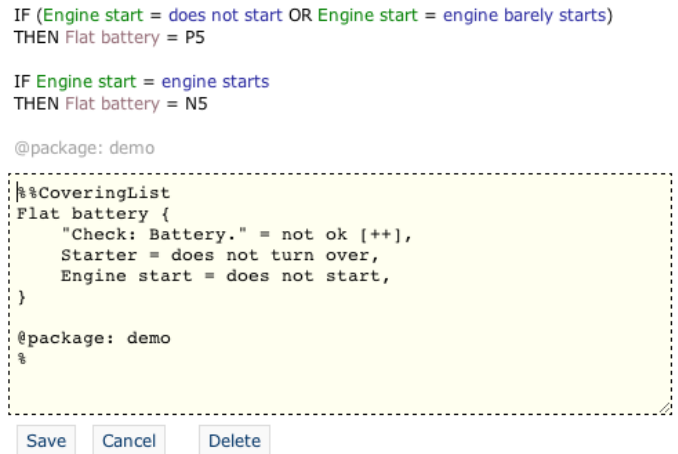 IF (Engine start = does not start OR Engine start = engine barely starts)
THEN Flat battery = P5
IF Engine start = engine starts
THEN Flat battery = N5
@package: demo
%%CoveringList
Flat battery {
    "Check: Battery." = not ok [++],
    Starter = does not turn over,
    Engine start = does not start,
}
@package: demo
%
Save Cancel Delete